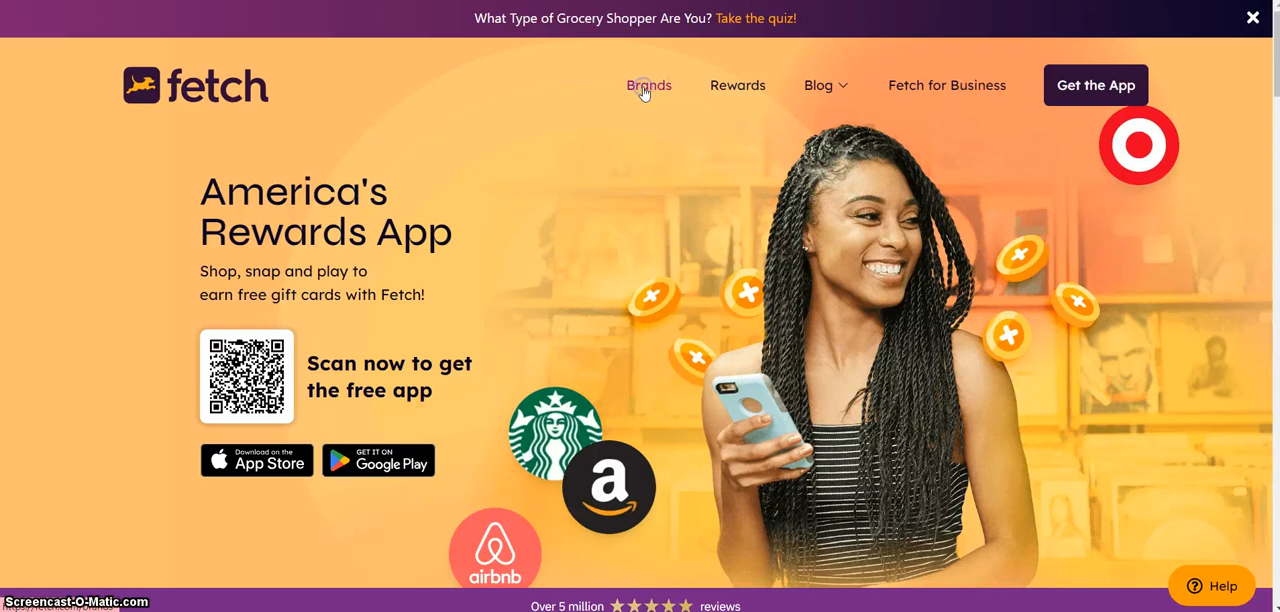 What Type of Grocery Shopper Are You? Take the quiz!
fetch
Brands
Rewards
Blog
Fetch for Business
Get the App
America's
Rewards App
Shop, snap and play to
earn free gift cards with Fetch!
Scan now to get
the free app
Download on the
App Store
GET IT ON
Google Play
a
airbnb
Help
Over 5 million
reviews
Screencast-O-Matic.com